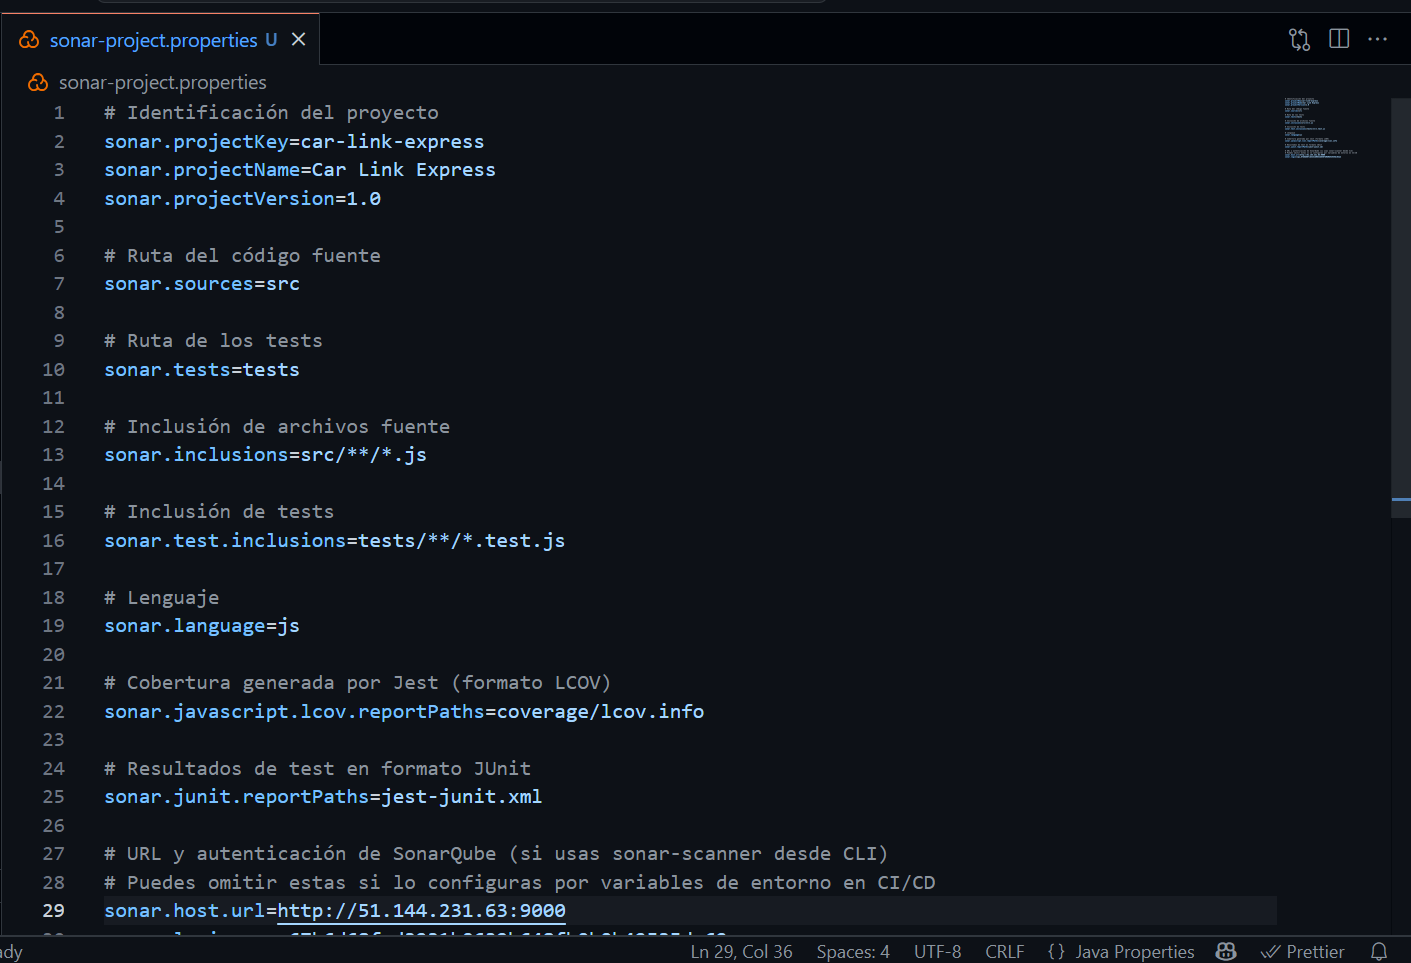 sonar-project.properties U
sonar-project.properties
1 # Identificación del proyecto
2 sonar.projectKey=car-link-express
3 sonar.projectName=Car Link Express
4 sonar.projectVersion=1.0
5
6 # Ruta del código fuente
7 sonar.sources=src
8
9 # Ruta de los tests
10 sonar.tests=tests
11
12 # Inclusión de archivos fuente
13 sonar.inclusions=src/**/*.js
14
15 # Inclusión de tests
16 sonar.test.inclusions=tests/**/*.test.js
17
18 # Lenguaje
19 sonar.language=js
20
21 # Cobertura generada por Jest (formato LCOV)
22 sonar.javascript.lcov.reportPaths=coverage/lcov.info
23
24 # Resultados de test en formato JUnit
25 sonar.junit.reportPaths=jest-junit.xml
26
27 # URL y autenticación de SonarQube (si usas sonar-scanner desde CLI)
28 # Puedes omitir estas si lo configuras por variables de entorno en CI/CD
29 sonar.host.url=http://51.144.231.63:9000
Ln 29, Col 36 Spaces: 4 UTF-8 CRLF {} Java Properties Prettier